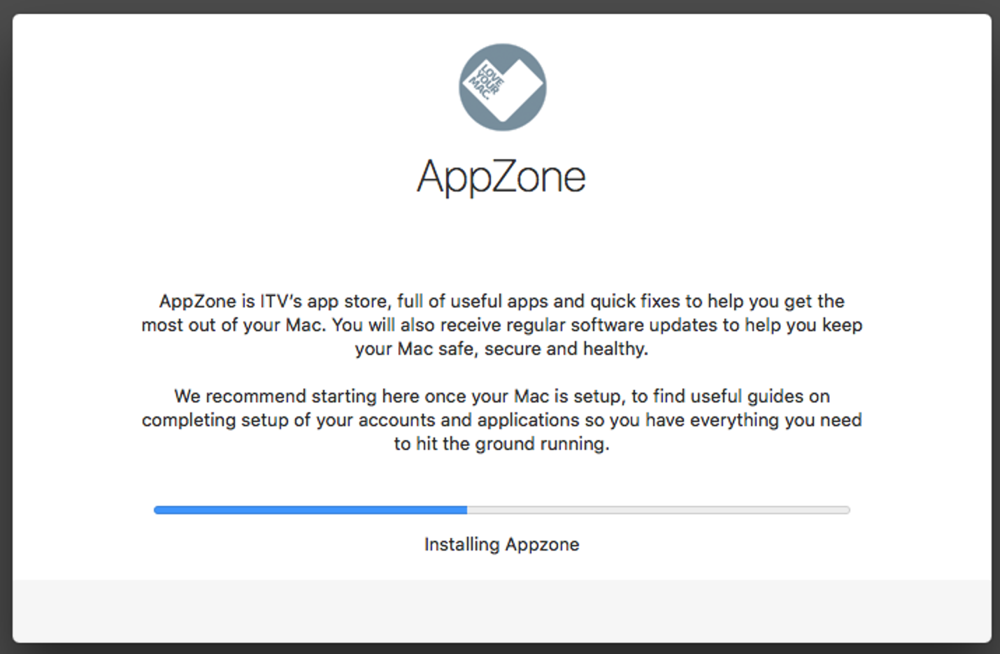 LOVE
YOUR
MAC.
AppZone
AppZone is ITV’s app store, full of useful apps and quick fixes to help you get the
most out of your Mac. You will also receive regular software updates to help you keep
your Mac safe, secure and healthy.
We recommend starting here once your Mac is setup, to find useful guides on
completing setup of your accounts and applications so you have everything you need
to hit the ground running.
Installing Appzone